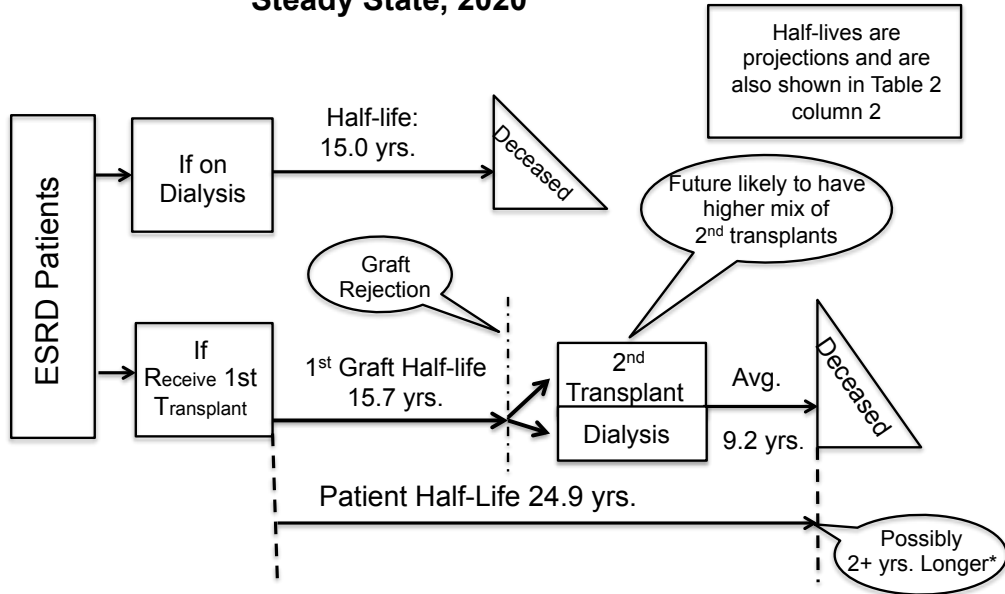 Steady State, 2020
Half-lives are
projections and are
also shown in Table 2
column 2
ESRD Patients
If on
Dialysis
Half-life:
15.0 yrs.
Deceased
Future likely to have
higher mix of
2nd transplants
Graft
Rejection
If
Receive 1st
Transplant
1st Graft Half-life
15.7 yrs.
2nd
Transplant
Dialysis
Avg.
9.2 yrs.
Deceased
Patient Half-Life 24.9 yrs.
Possibly
2+ yrs. Longer*